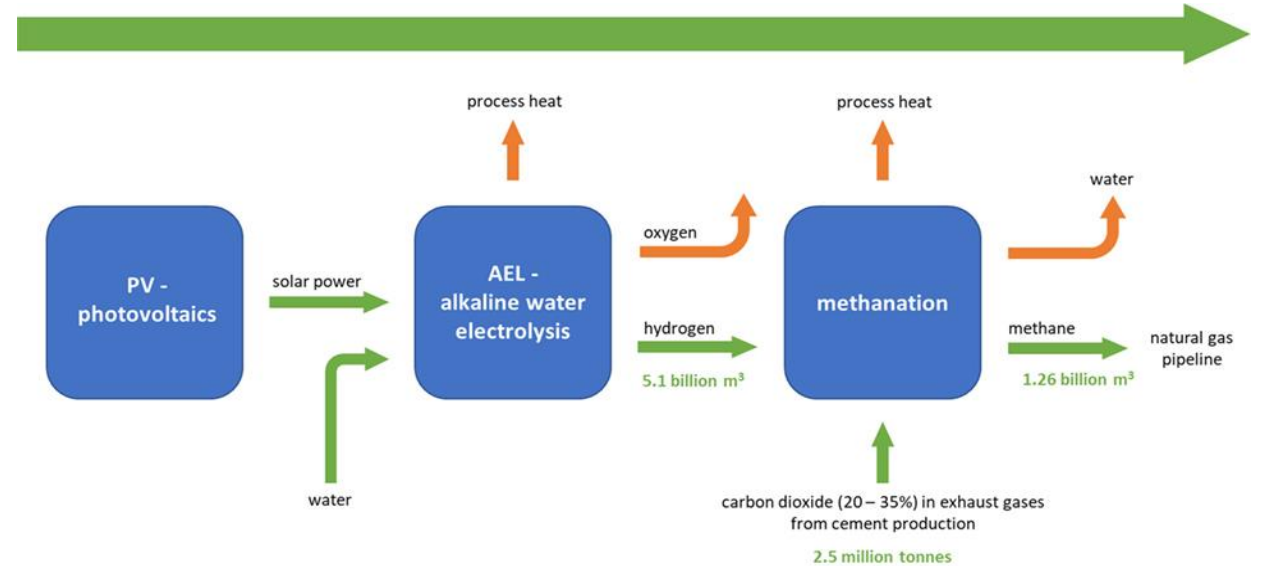 process heat
process heat
water
PV -
photovoltaics
solar power
AEL -
alkaline water
electrolysis
oxygen
hydrogen
5.1 billion m³
methanation
methane
1.26 billion m³
natural gas
pipeline
water
carbon dioxide (20 – 35%) in exhaust gases
from cement production
2.5 million tonnes